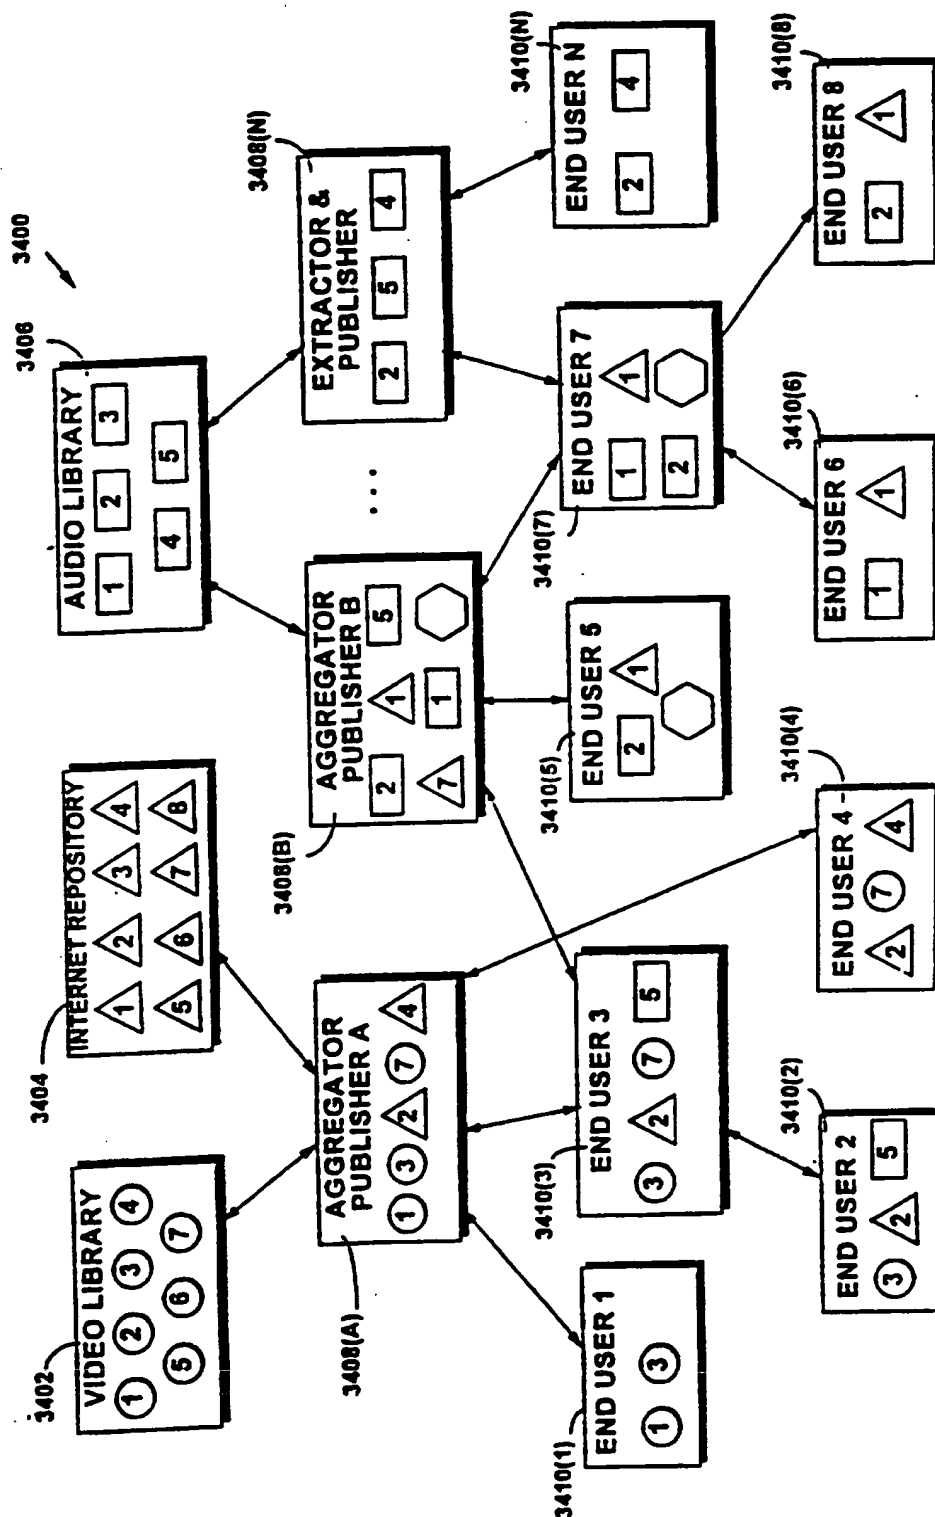 3400
3402
VIDEO LIBRARY
1 2 3 4
5 6 7
3404
INTERNET REPOSITORY
1 2 3 4
5 6 7 8
3406
AUDIO LIBRARY
1 2 3
4 5
3408(A)
AGGREGATOR
PUBLISHER A
1 3 2 7 4
3408(B)
AGGREGATOR
PUBLISHER B
2 1 5
7 1
...
3408(N)
EXTRACTOR &
PUBLISHER
2 5 4
3410(1)
END USER 1
1 3
3410(3)
END USER 3
3 2 7 5
3410(5)
END USER 5
2 1
3410(7)
END USER 7
1 1
2
3410(N)
END USER N
2 4
3410(2)
END USER 2
3 2 5
3410(4)
END USER 4
2 7 4
3410(6)
END USER 6
1 1
3410(8)
END USER 8
2 1